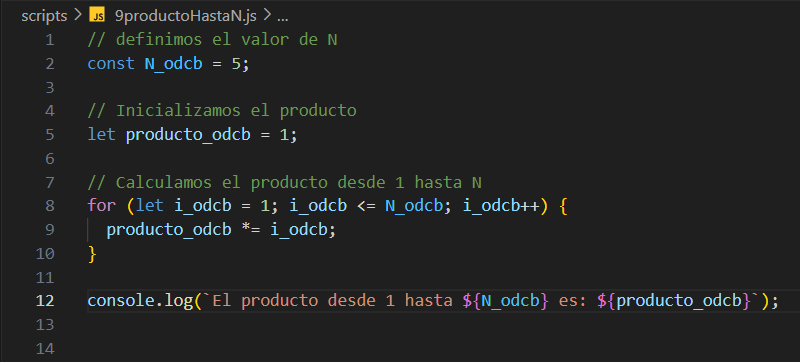 scripts > JS 9productoHastaN.js > ...
1 // definimos el valor de N
2 const N_odcb = 5;
3
4 // Inicializamos el producto
5 let producto_odcb = 1;
6
7 // Calculamos el producto desde 1 hasta N
8 for (let i_odcb = 1; i_odcb <= N_odcb; i_odcb++) {
9   producto_odcb *= i_odcb;
10 }
11
12 console.log(`El producto desde 1 hasta ${N_odcb} es: ${producto_odcb}`);
13
14